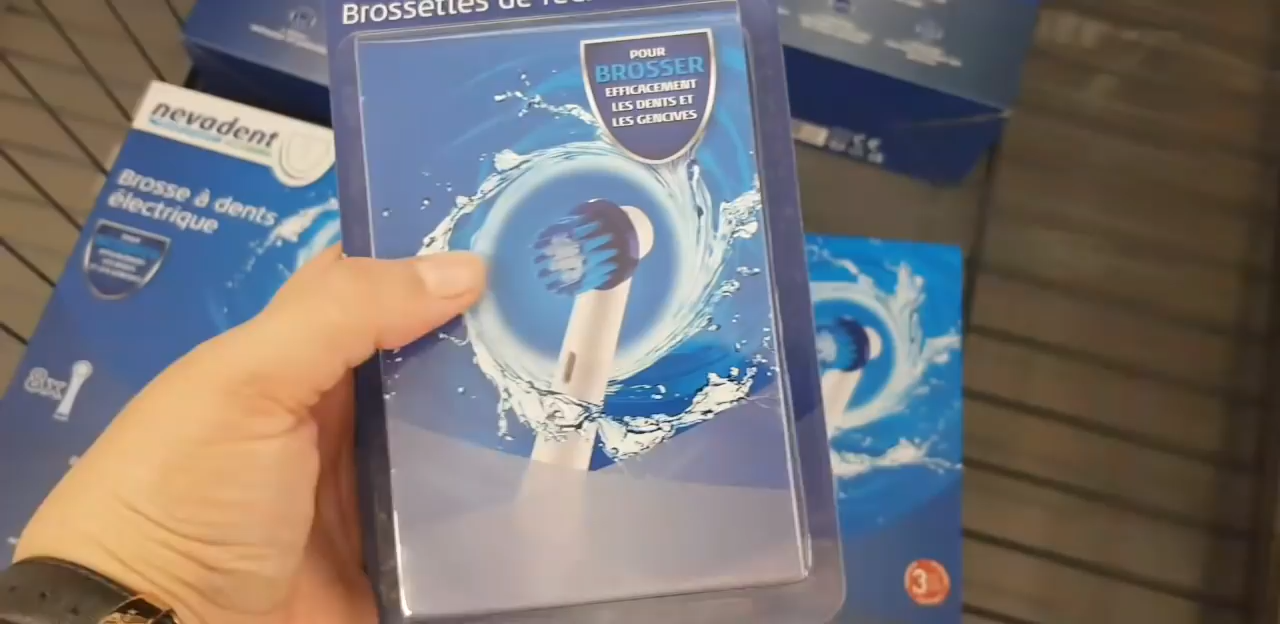 Brossettes de
POUR
BROSSER
EFFICACEMENT
LES DENTS ET
LES GENCIVES
nevadent
Brosse à dents
électrique
8x
3